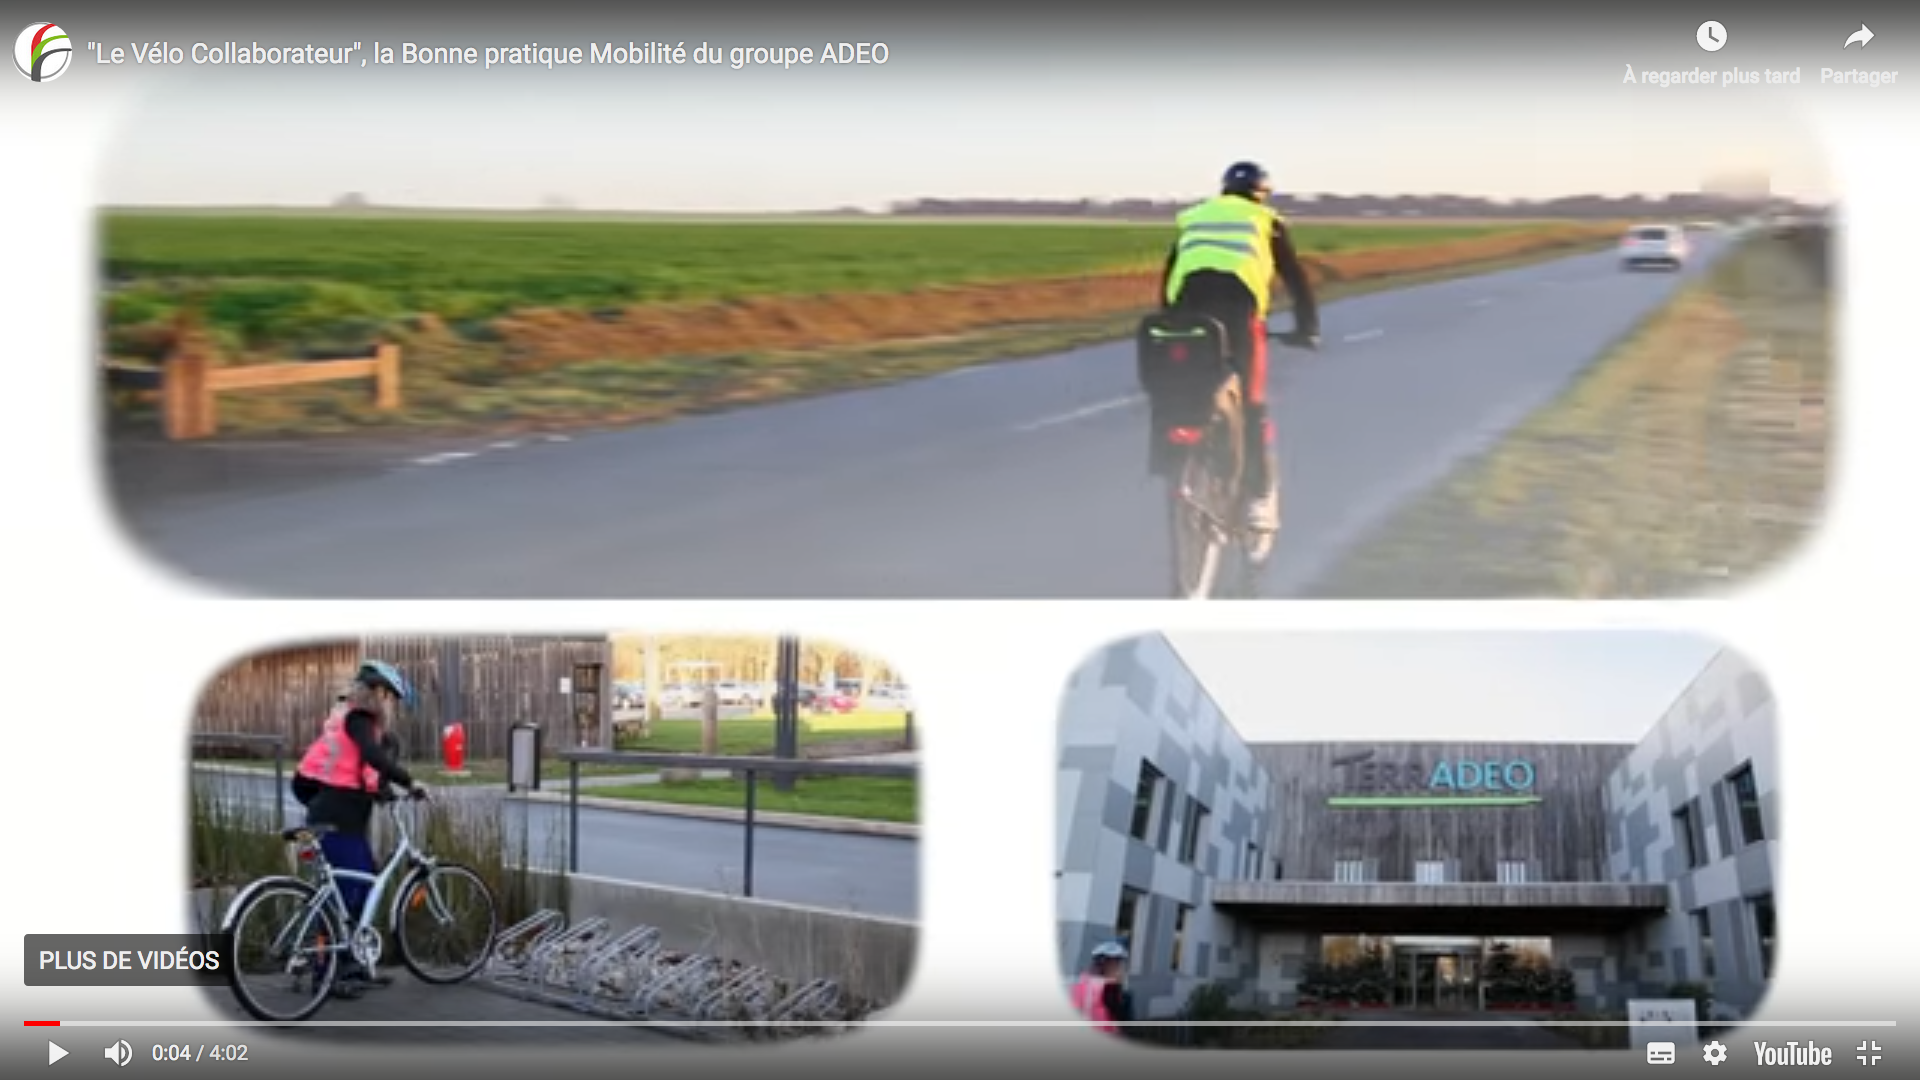 "Le Vélo Collaborateur", la Bonne pratique Mobilité du groupe ADEO
À regarder plus tard
Partager
TERRADEO
PLUS DE VIDÉOS
0:04 / 4:02
YouTube